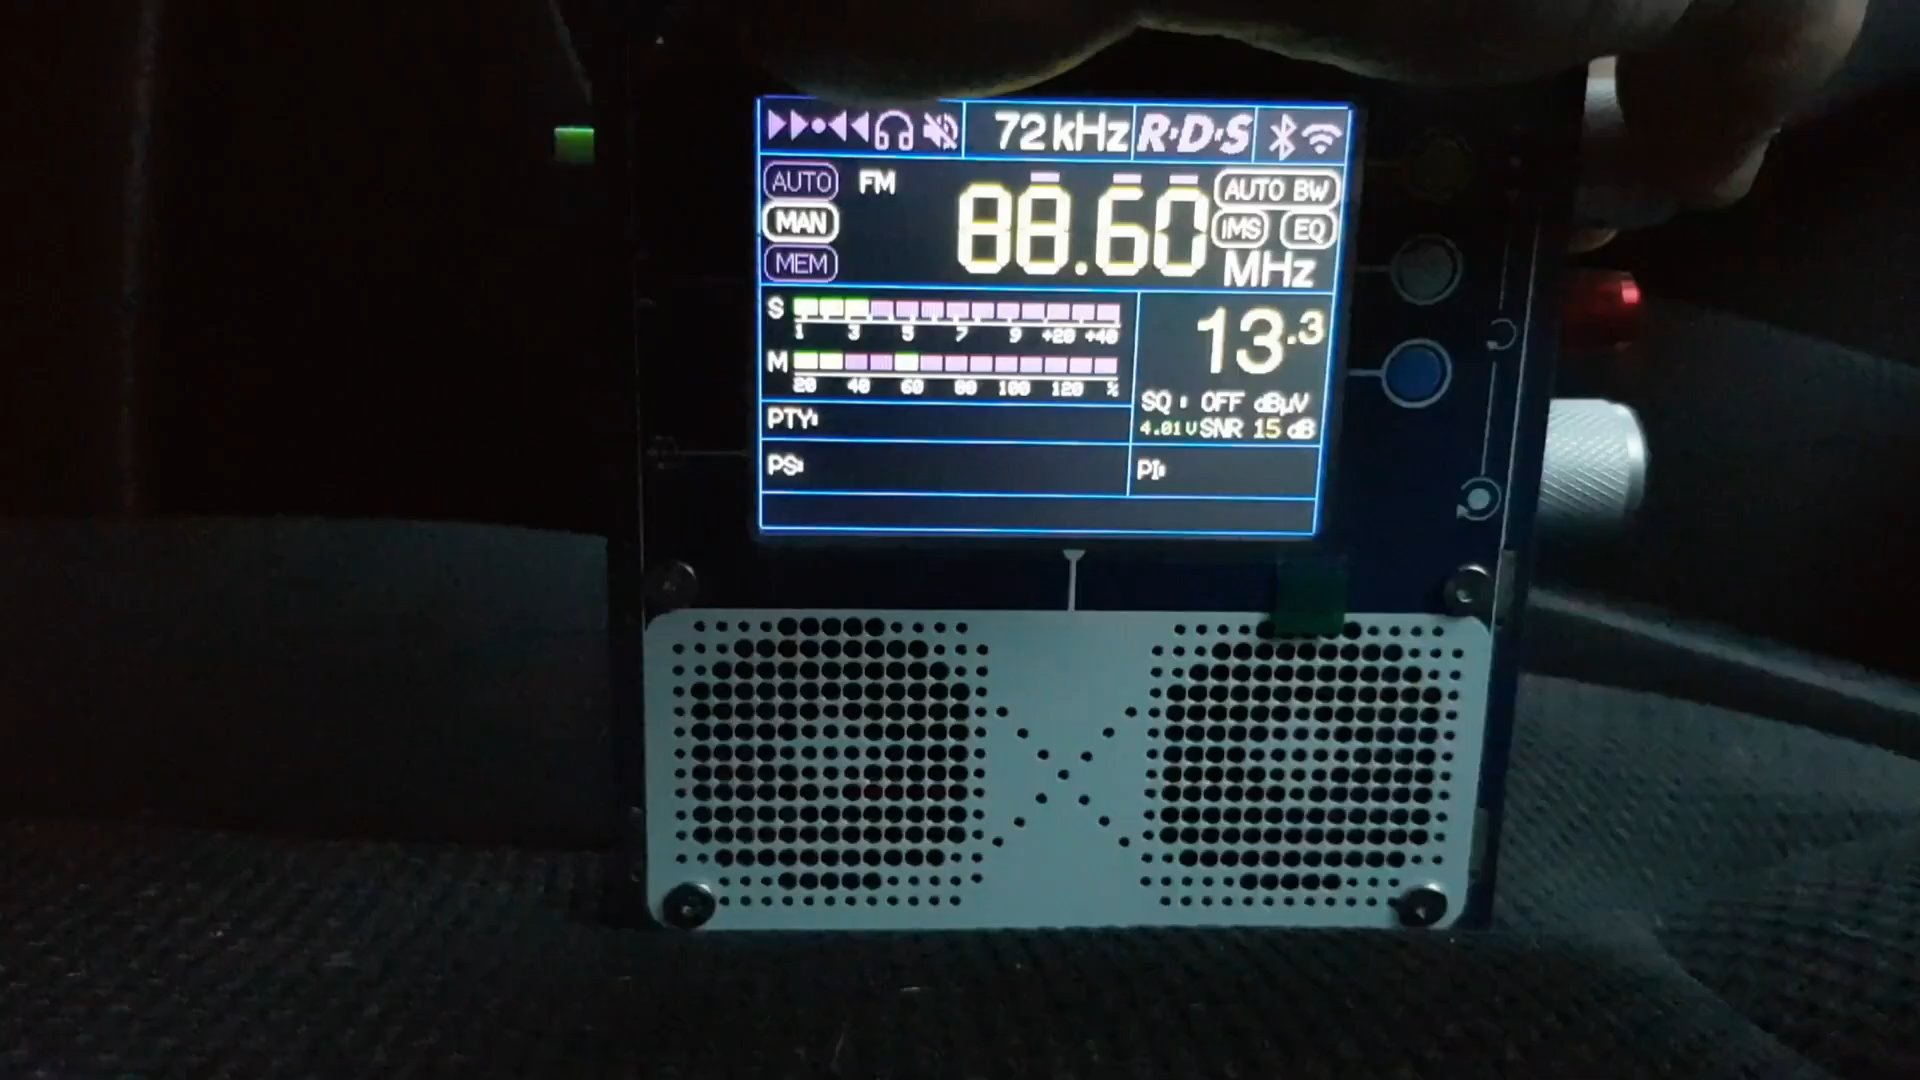 72 kHz R·D·S
AUTO FM 88.60 AUTO BW
MAN IMS EQ
MEM MHz
S
1 3 5 7 9 +20 +40
13.3
M
20 40 60 80 100 120 %
SQ : OFF dBµV
PTY: 4.01V SNR 15 dB
PS: PI: